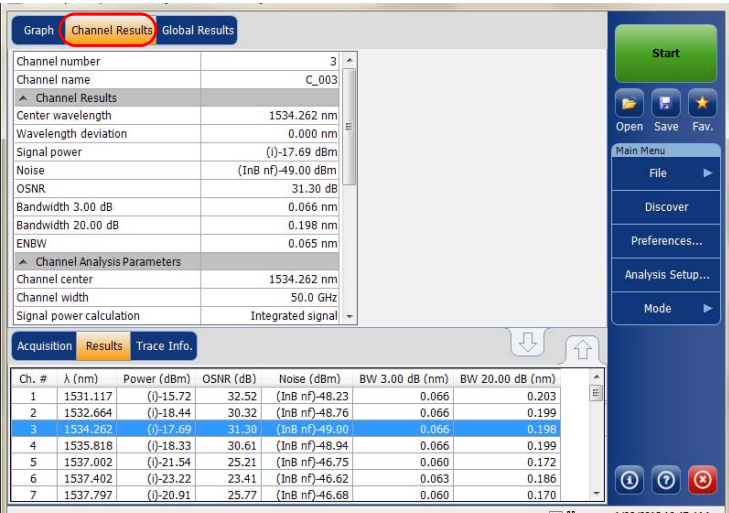 Graph Channel Results Global Results
Channel number 3
Channel name C_003
Channel Results
Center wavelength 1534.262 nm
Wavelength deviation 0.000 nm
Signal power (i)-17.69 dBm
Noise (InB nf)-49.00 dBm
OSNR 31.30 dB
Bandwidth 3.00 dB 0.066 nm
Bandwidth 20.00 dB 0.198 nm
ENBW 0.065 nm
Channel Analysis Parameters
Channel center 1534.262 nm
Channel width 50.0 GHz
Signal power calculation Integrated signal
Start
Open Save Fav.
Main Menu
File
Discover
Preferences...
Analysis Setup...
Mode
Acquisition Results Trace Info.
Ch. # λ (nm) Power (dBm) OSNR (dB) Noise (dBm) BW 3.00 dB (nm) BW 20.00 dB (nm)
1 1531.117 (i)-15.72 32.52 (InB nf)-48.23 0.066 0.203
2 1532.664 (i)-18.44 30.32 (InB nf)-48.76 0.066 0.199
3 1534.262 (i)-17.69 31.30 (InB nf)-49.00 0.066 0.198
4 1535.818 (i)-18.33 30.61 (InB nf)-48.94 0.066 0.199
5 1537.002 (i)-21.54 25.21 (InB nf)-46.75 0.060 0.172
6 1537.402 (i)-23.22 23.41 (InB nf)-46.62 0.063 0.186
7 1537.797 (i)-20.91 25.77 (InB nf)-46.68 0.060 0.170